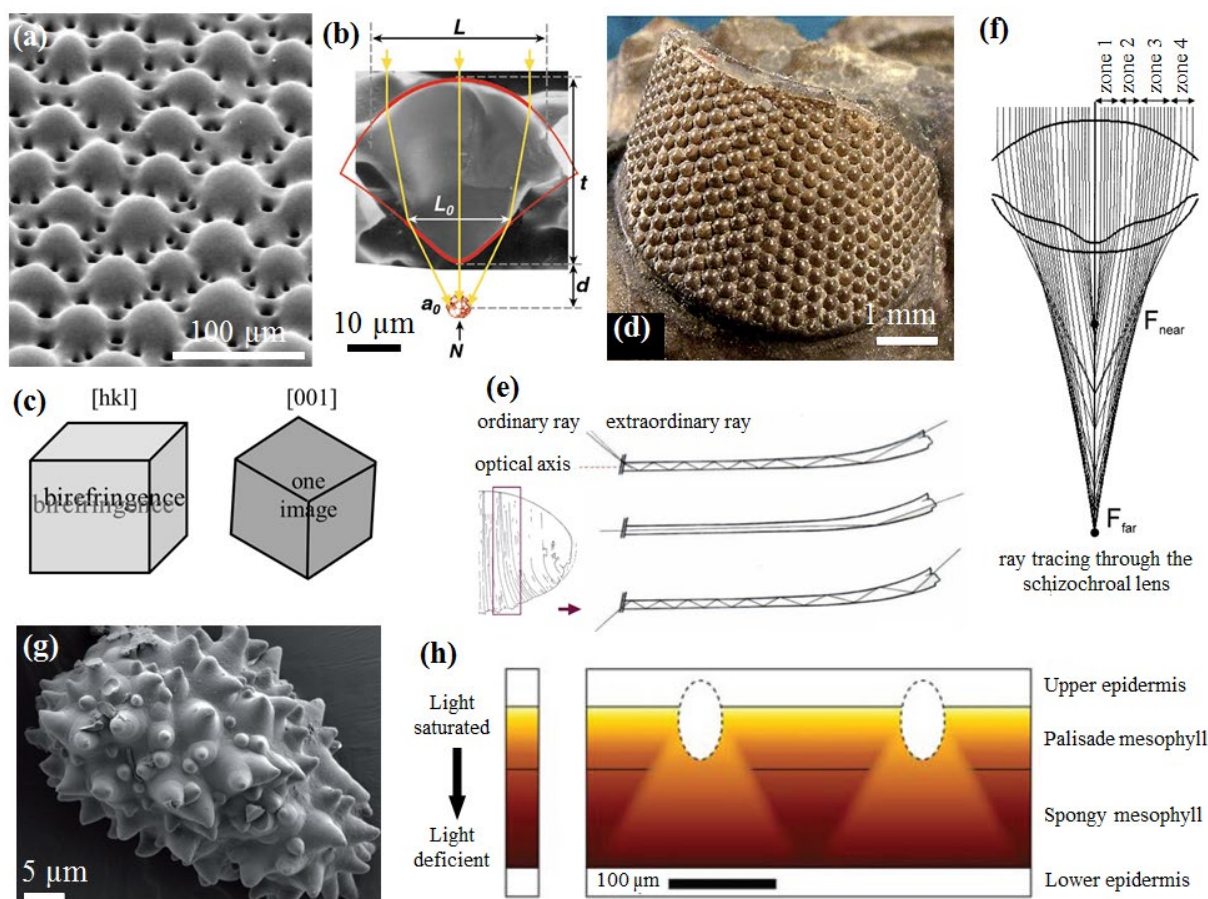 (a)
100 µm
(b)
L
L0
t
d
a0
N
10 µm
(c)
[hkl]
birefringence
birefringence
[001]
one
image
(d)
1 mm
(e)
ordinary ray
extraordinary ray
optical axis
(f)
zone 1
zone 2
zone 3
zone 4
Fnear
Ffar
ray tracing through the
schizochroal lens
(g)
5 µm
(h)
Light
saturated
Light
deficient
Upper epidermis
Palisade mesophyll
Spongy mesophyll
Lower epidermis
100 µm